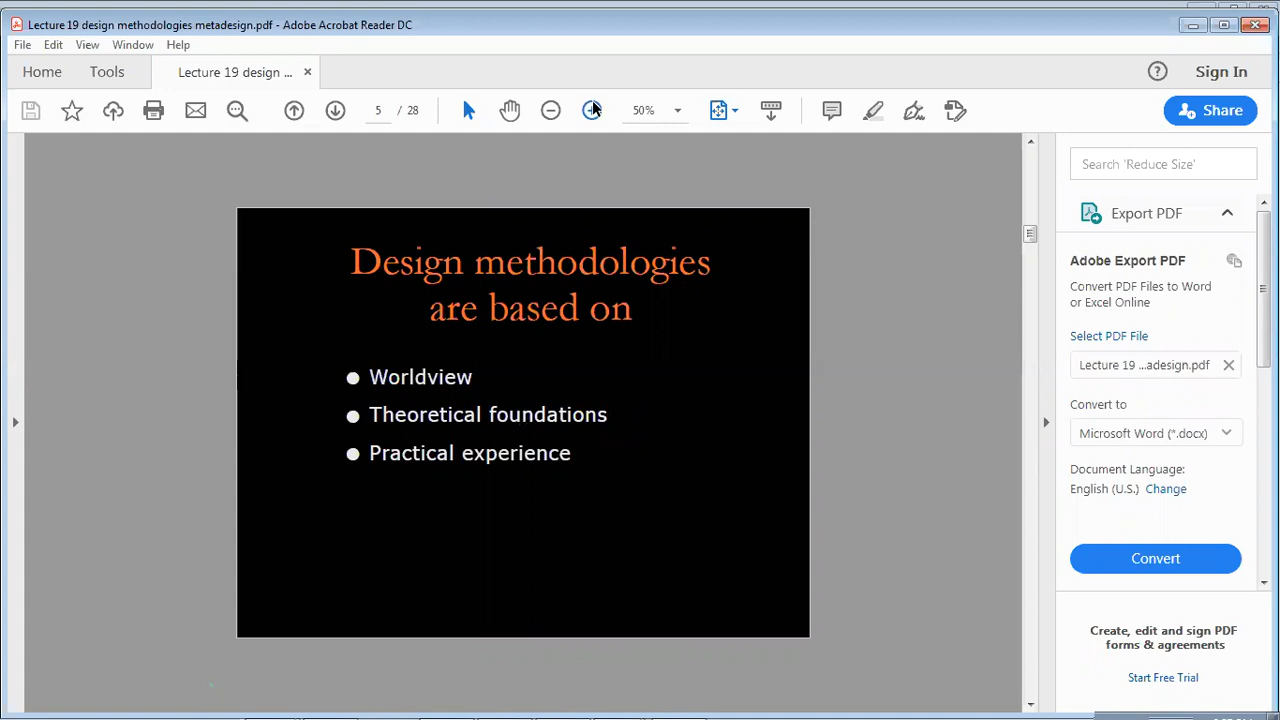 Lecture 19 design methodologies metadesign.pdf - Adobe Acrobat Reader DC
File Edit View Window Help
Home Tools Lecture 19 design ... × Sign In
5 / 28 50% Share
Search 'Reduce Size'
Export PDF
Adobe Export PDF
Convert PDF Files to Word
or Excel Online
Select PDF File
Lecture 19 ...adesign.pdf
Convert to
Microsoft Word (*.docx)
Document Language:
English (U.S.) Change
Convert
Create, edit and sign PDF
forms & agreements
Start Free Trial
Design methodologies
are based on
● Worldview
● Theoretical foundations
● Practical experience